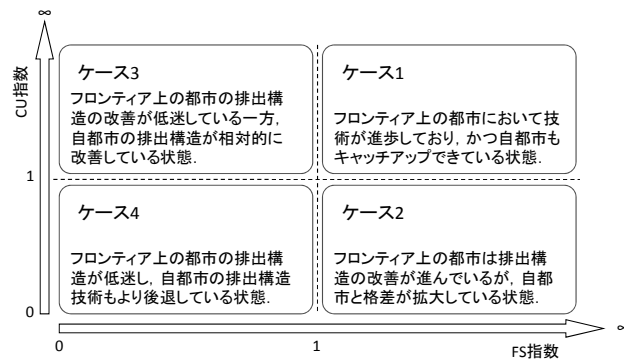 ∞
CU指数
ケース3
フロンティア上の都市の排出構
造の改善が低迷している一方,
自都市の排出構造が相対的に
改善している状態.
ケース1
フロンティア上の都市において技
術が進歩しており, かつ自都市も
キャッチアップできている状態.
1
ケース4
フロンティア上の都市の排出構
造が低迷し, 自都市の排出構造
技術もより後退している状態.
ケース2
フロンティア上の都市は排出構
造の改善が進んでいるが, 自都
市と格差が拡大している状態.
0
∞
0
1
FS指数